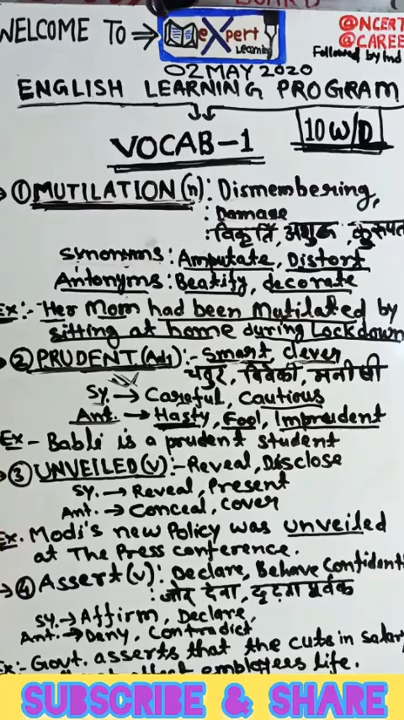 BOARD
WELCOME TO ⇒ eXpert Learning
@NCERT
@CAREE
Followed by Ind
02 MAY 2020
ENGLISH LEARNING PROGRAM
VOCAB-1
10 W/D
→ ① MUTILATION (n): Dismembering,
: Damage
: विकृति, अशुद्ध, कुरुपत
Synonyms: Amputate, Distort
Antonyms: Beatify, decorate
Ex:- Her Mom had been Mutilated by
sitting at home during Lockdown
② PRUDENT (Adj):- Smart, clever
चतुर, विवेकी, मनीषी
Sy. → Careful, Cautious
Ant. → Hasty, Fool, Imprudent
Ex - Babli is a prudent student
③ UNVEILED (v):- Reveal, Disclose
Sy. → Reveal, Present
Ant. → Conceal, Cover
Ex. Modi's new Policy was unveiled
at The Press conference.
→ ④ Assert (v): Declare, Behave Confident
: जोर देना, दृढ़ता पूर्वक
Sy. → Affirm, Declare,
Ant. → Deny, Contradict
Ex:- Govt. asserts that the cuts in salar
employees life.
SUBSCRIBE & SHARE